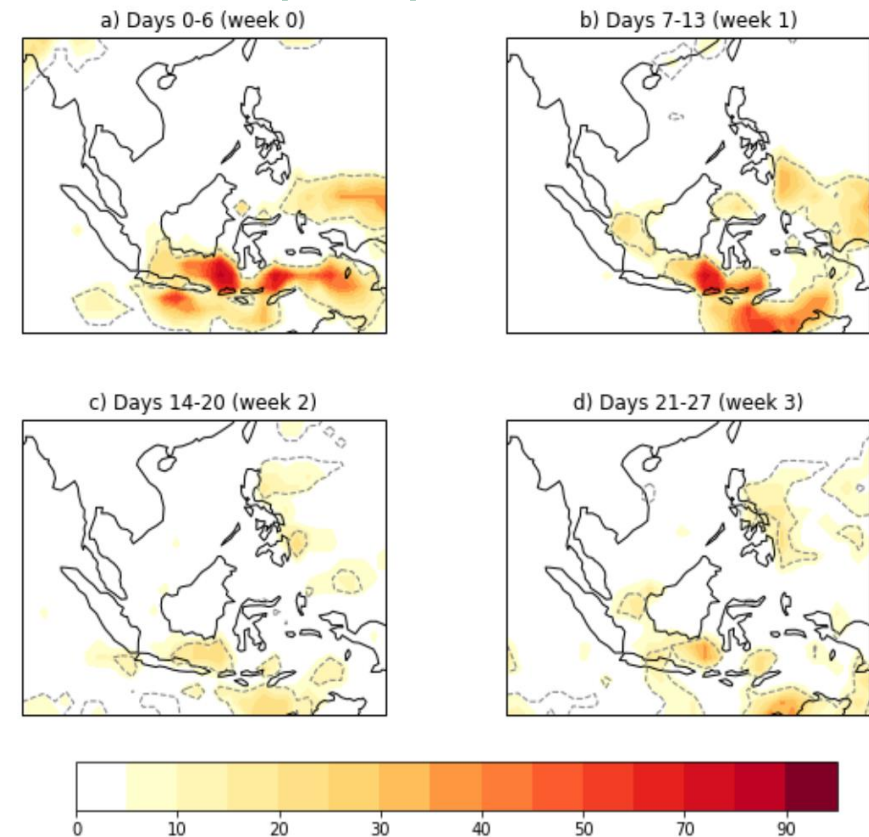 a) Days 0-6 (week 0)
b) Days 7-13 (week 1)
c) Days 14-20 (week 2)
d) Days 21-27 (week 3)
0 10 20 30 40 50 70 90